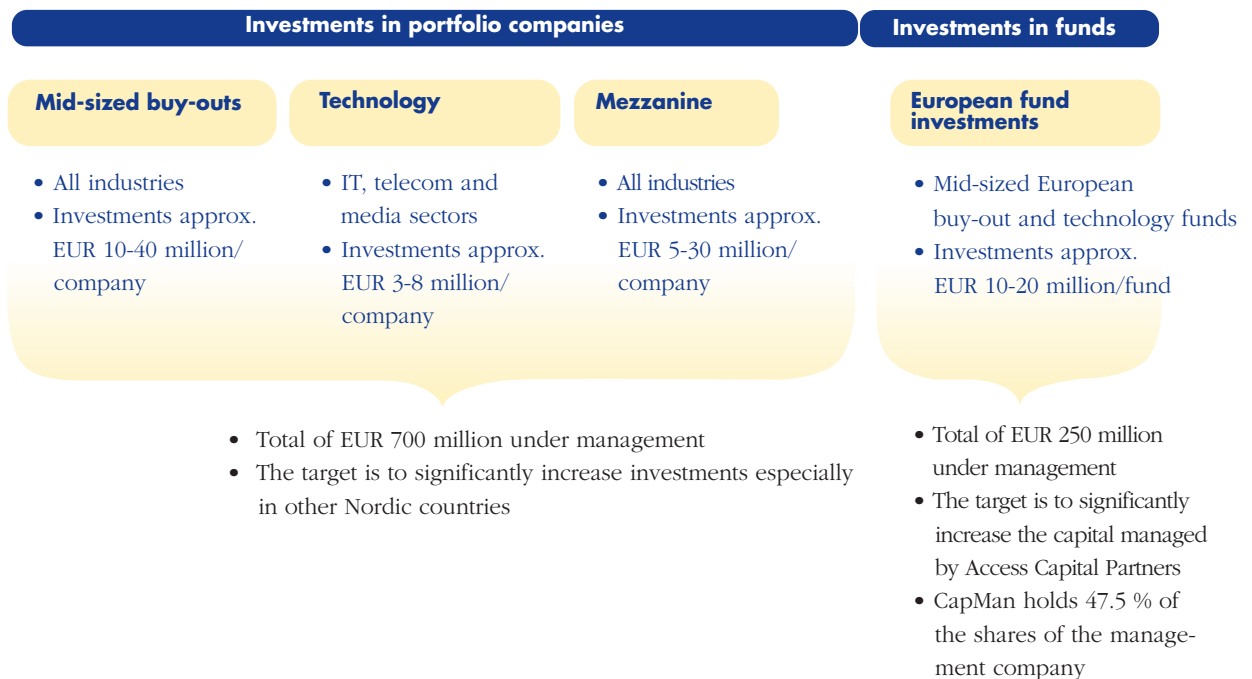 Investments in portfolio companies
Investments in funds
Mid-sized buy-outs
• All industries
• Investments approx.
EUR 10-40 million/
company
Technology
• IT, telecom and
media sectors
• Investments approx.
EUR 3-8 million/
company
Mezzanine
• All industries
• Investments approx.
EUR 5-30 million/
company
European fund
investments
• Mid-sized European
buy-out and technology funds
• Investments approx.
EUR 10-20 million/fund
• Total of EUR 700 million under management
• The target is to significantly increase investments especially
in other Nordic countries
• Total of EUR 250 million
under management
• The target is to significantly
increase the capital managed
by Access Capital Partners
• CapMan holds 47.5 % of
the shares of the manage-
ment company